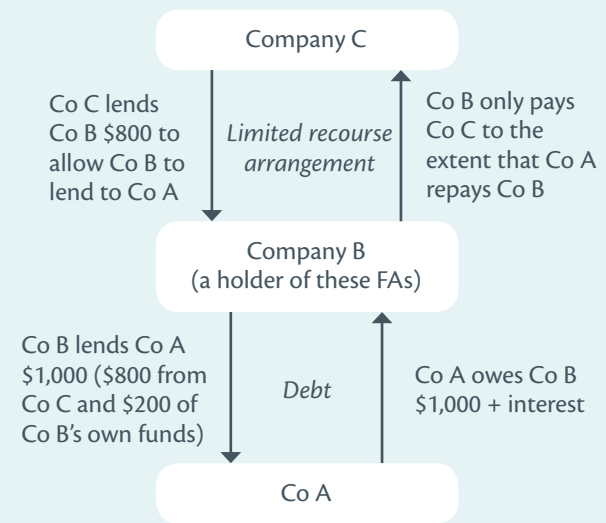 Company C
Co C lends
Co B $800 to
allow Co B to
lend to Co A
Limited recourse
arrangement
Co B only pays
Co C to the
extent that Co A
repays Co B
Company B
(a holder of these FAs)
Co B lends Co A
$1,000 ($800 from
Co C and $200 of
Co B’s own funds)
Debt
Co A owes Co B
$1,000 + interest
Co A